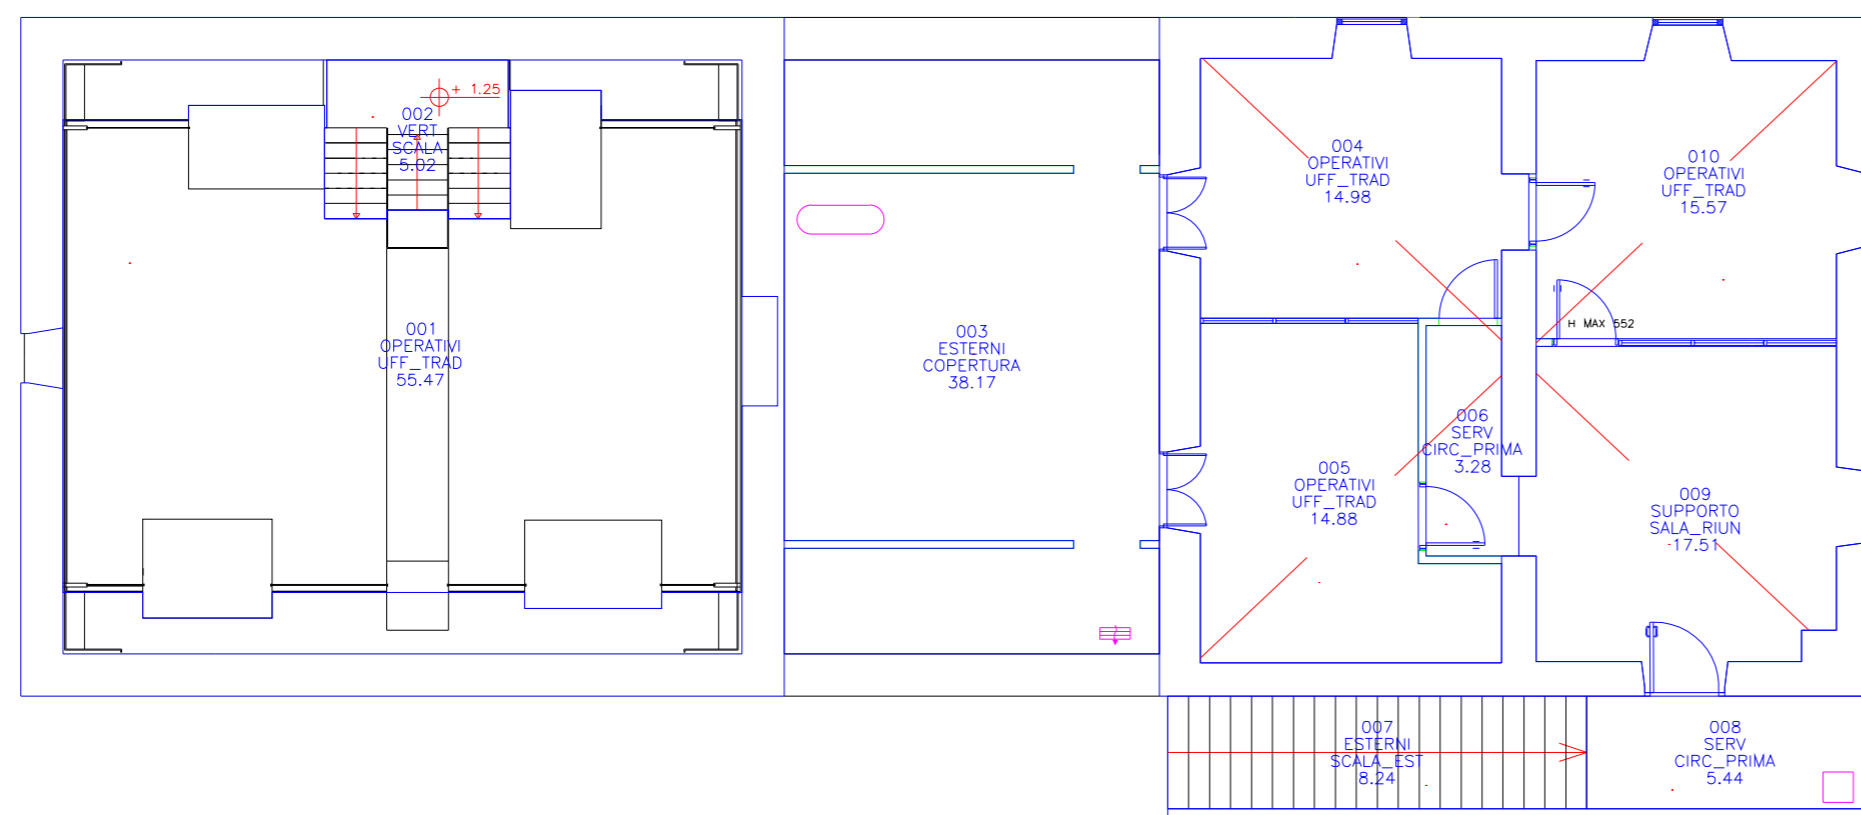 + 1.25
002
VERT
SCALA
5.02
001
OPERATIVI
UFF_TRAD
55.47
003
ESTERNI
COPERTURA
38.17
004
OPERATIVI
UFF_TRAD
14.98
010
OPERATIVI
UFF_TRAD
15.57
H MAX 552
006
SERV
CIRC_PRIMA
3.28
005
OPERATIVI
UFF_TRAD
14.88
009
SUPPORTO
SALA_RIUN
17.51
007
ESTERNI
SCALA_EST
8.24
008
SERV
CIRC_PRIMA
5.44